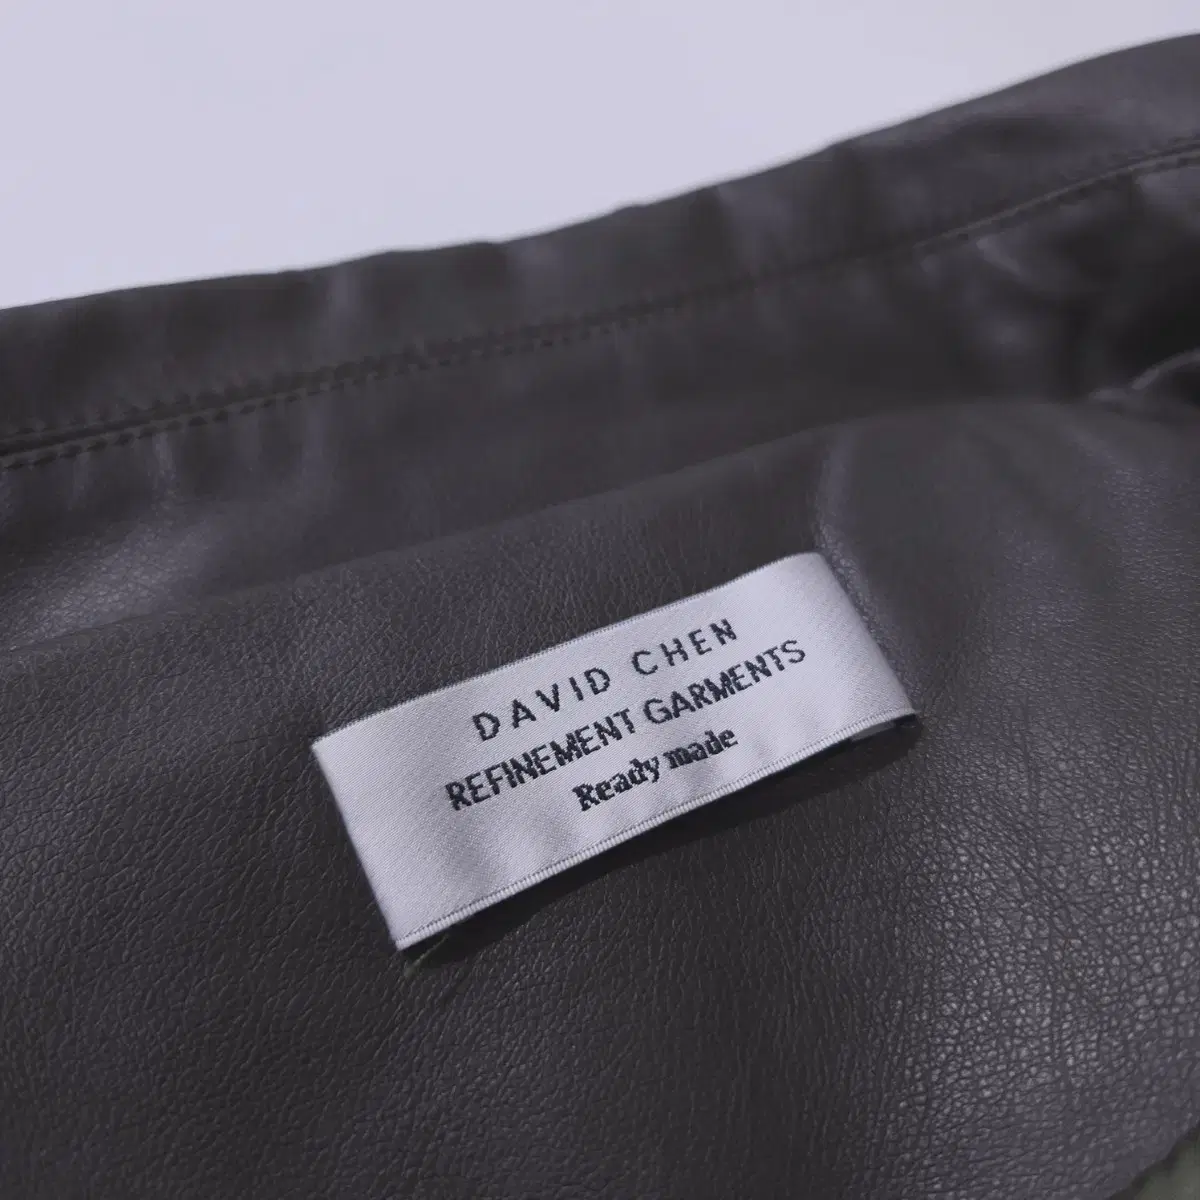 DAVID CHEN
REFINEMENT GARMENTS
Ready made